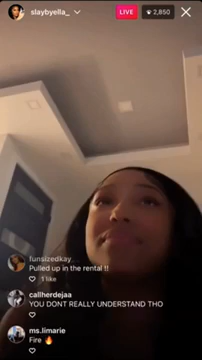 slaybyella_
LIVE
2,850
funsizedkay_
Pulled up in the rental !!
1 like
callherdejaa
YOU DONT REALLY UNDERSTAND THO
ms.limarie
Fire 🔥